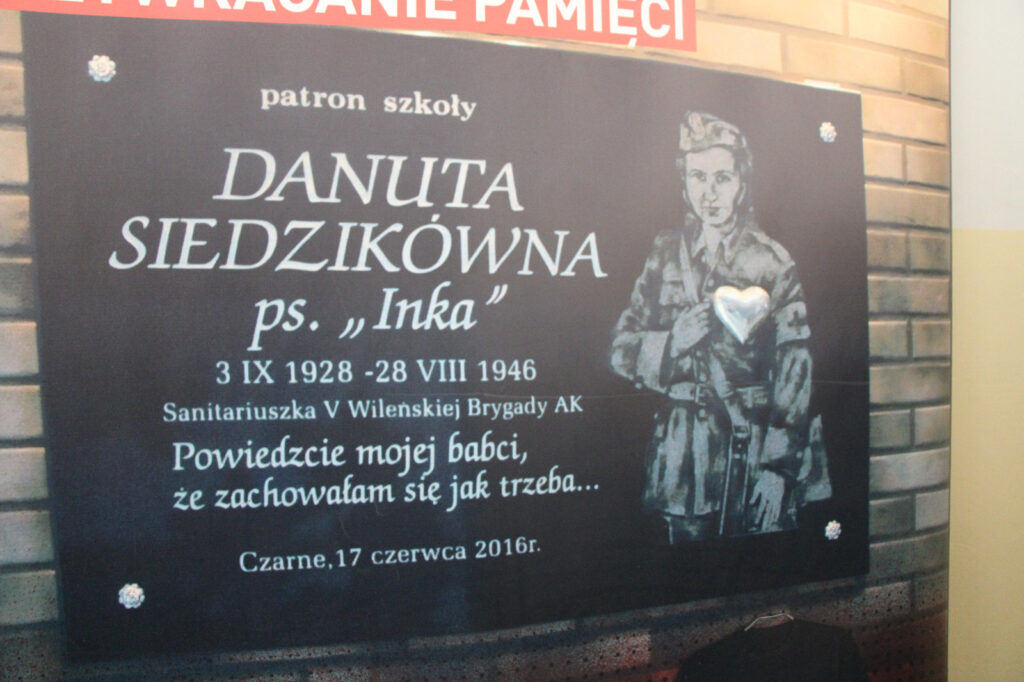 PAMIĘCI
patron szkoły
DANUTA
SIEDZIKÓWNA
ps. „Inka”
3 IX 1928 -28 VIII 1946
Sanitariuszka V Wileńskiej Brygady AK
Powiedzcie mojej babci,
że zachowałam się jak trzeba...
Czarne,17 czerwca 2016r.